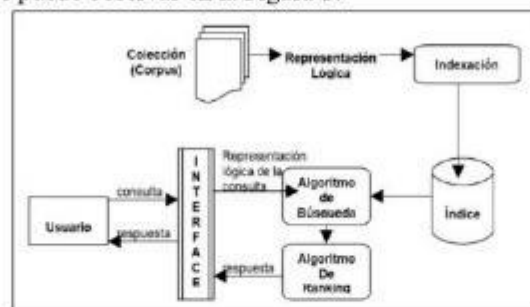 Colección
(Corpus)
Representación
Lógica
Indexación
Representación
lógica de la
consulta
INTERFACE
Algoritmo
de
Búsqueda
Índice
consulta
Usuario
respuesta
respuesta
Algoritmo
De
Ranking